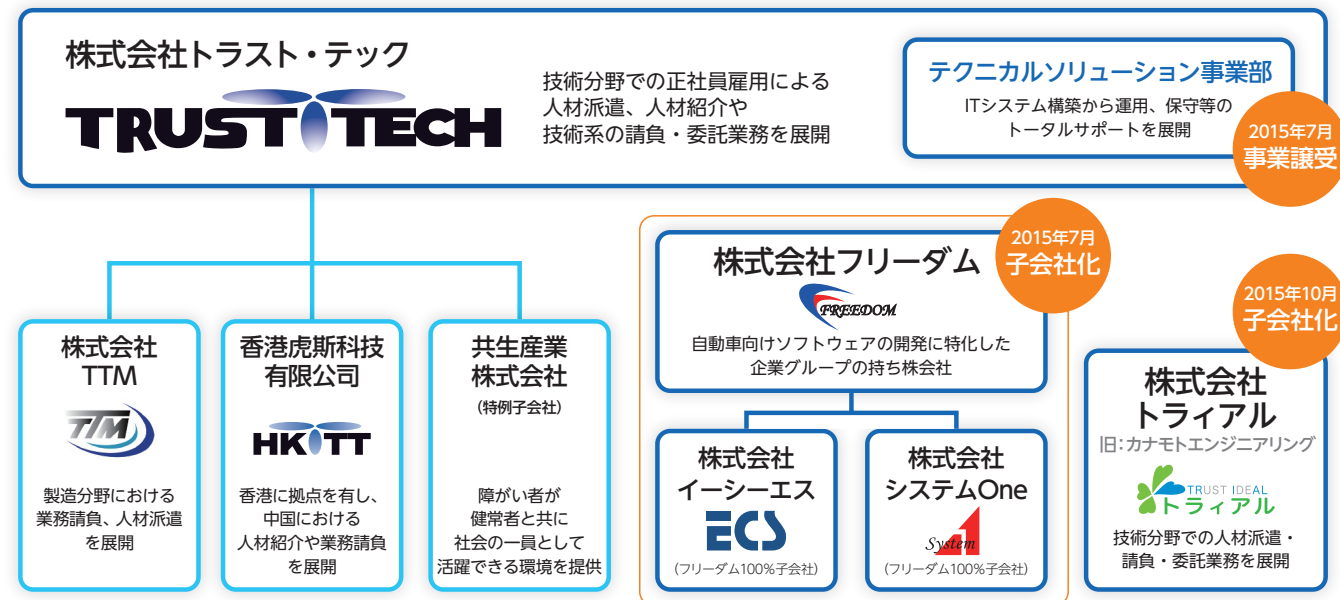 株式会社トラスト・テック
TRUST TECH
技術分野での正社員雇用による
人材派遣、人材紹介や
技術系の請負・委託業務を展開
テクニカルソリューション事業部
ITシステム構築から運用、保守等の
トータルサポートを展開
2015年7月
事業譲受
株式会社
TTM
TTM
製造分野における
業務請負、人材派遣
を展開
香港虎斯科技
有限公司
HKTT
香港に拠点を有し、
中国における
人材紹介や業務請負
を展開
共生産業
株式会社
(特例子会社)
障がい者が
健常者と共に
社会の一員として
活躍できる環境を提供
2015年7月
子会社化
株式会社フリーダム
FREEDOM
自動車向けソフトウェアの開発に特化した
企業グループの持ち株会社
株式会社
イーシーエス
ECS
(フリーダム100%子会社)
株式会社
システムOne
System 1
(フリーダム100%子会社)
2015年10月
子会社化
株式会社
トラィアル
旧:カナモトエンジニアリング
TRUST IDEAL
トラィアル
技術分野での人材派遣・
請負・委託業務を展開